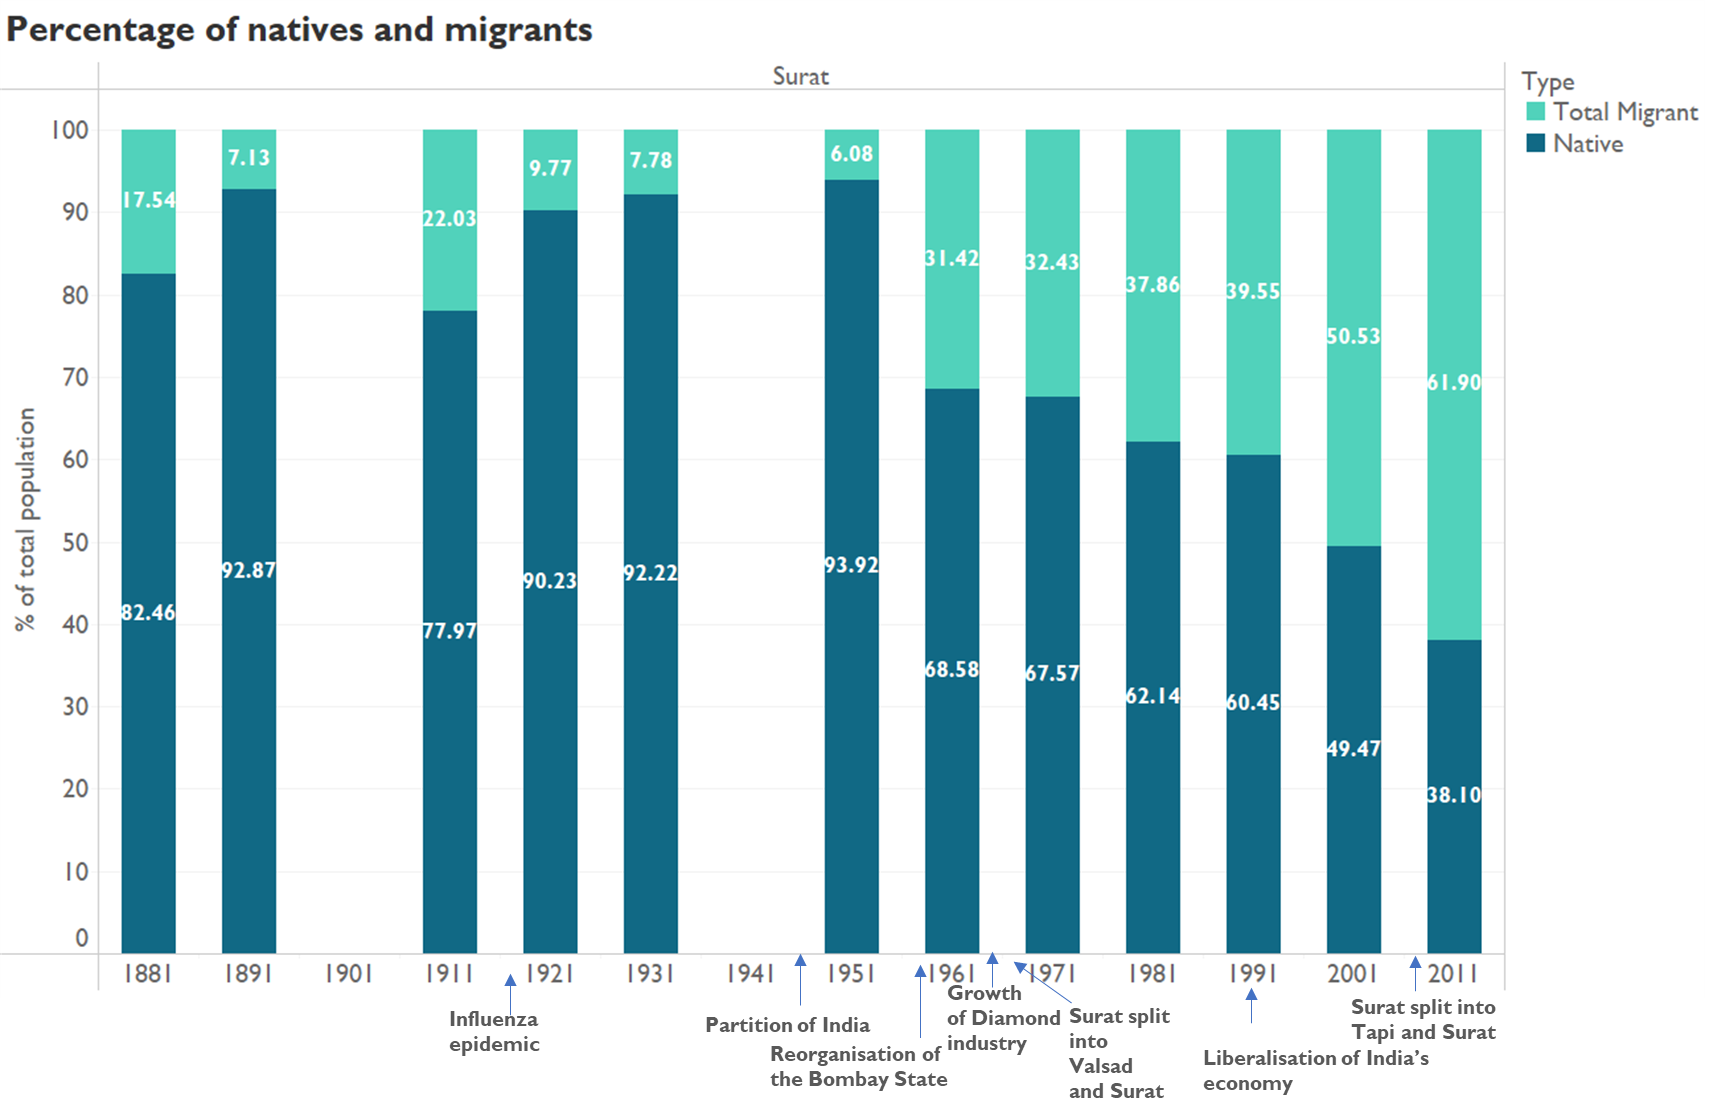 Percentage of natives and migrants
Surat
Type
Total Migrant
Native
% of total population
100
90
80
70
60
50
40
30
20
10
0
17.54
7.13
22.03
9.77
7.78
6.08
31.42
32.43
37.86
39.55
50.53
61.90
82.46
92.87
77.97
90.23
92.22
93.92
68.58
67.57
62.14
60.45
49.47
38.10
1881
1891
1901
1911
1921
1931
1941
1951
1961
1971
1981
1991
2001
2011
Influenza
epidemic
Partition of India
Reorganisation of
the Bombay State
Growth
of Diamond
industry
Surat split
into
Valsad
and Surat
Liberalisation of India's
economy
Surat split into
Tapi and Surat